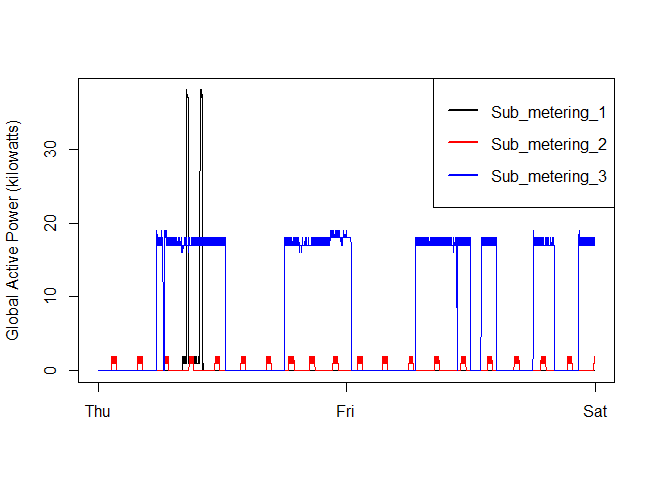 Global Active Power (kilowatts)
30
20
10
0
Sub_metering_1
Sub_metering_2
Sub_metering_3
Thu
Fri
Sat